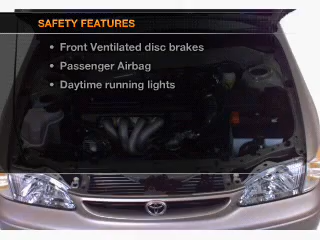 SAFETY FEATURES
• Front Ventilated disc brakes
• Passenger Airbag
• Daytime running lights